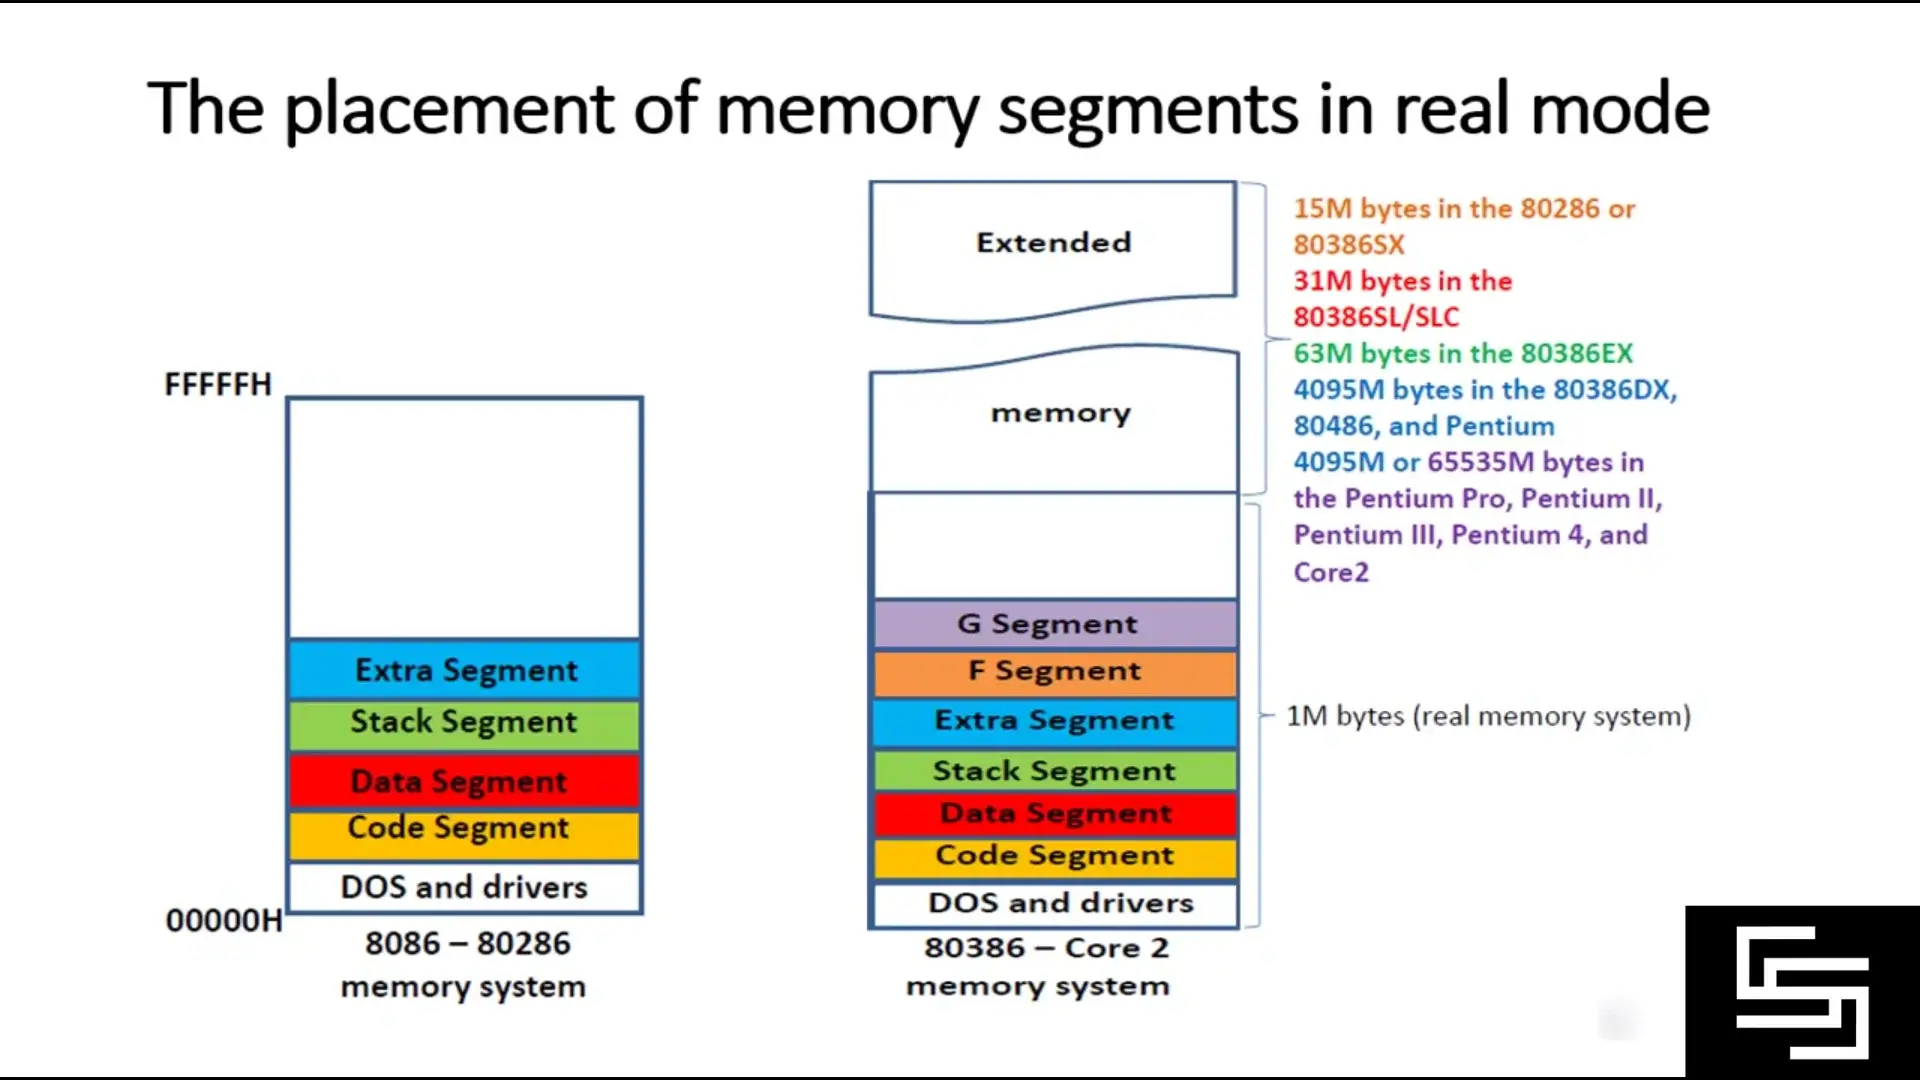 The placement of memory segments in real mode
FFFFFH
Extra Segment
Stack Segment
Data Segment
Code Segment
DOS and drivers
00000H
8086 – 80286
memory system
Extended
memory
G Segment
F Segment
Extra Segment
Stack Segment
Data Segment
Code Segment
DOS and drivers
80386 – Core 2
memory system
15M bytes in the 80286 or
80386SX
31M bytes in the
80386SL/SLC
63M bytes in the 80386EX
4095M bytes in the 80386DX,
80486, and Pentium
4095M or 65535M bytes in
the Pentium Pro, Pentium II,
Pentium III, Pentium 4, and
Core2
1M bytes (real memory system)